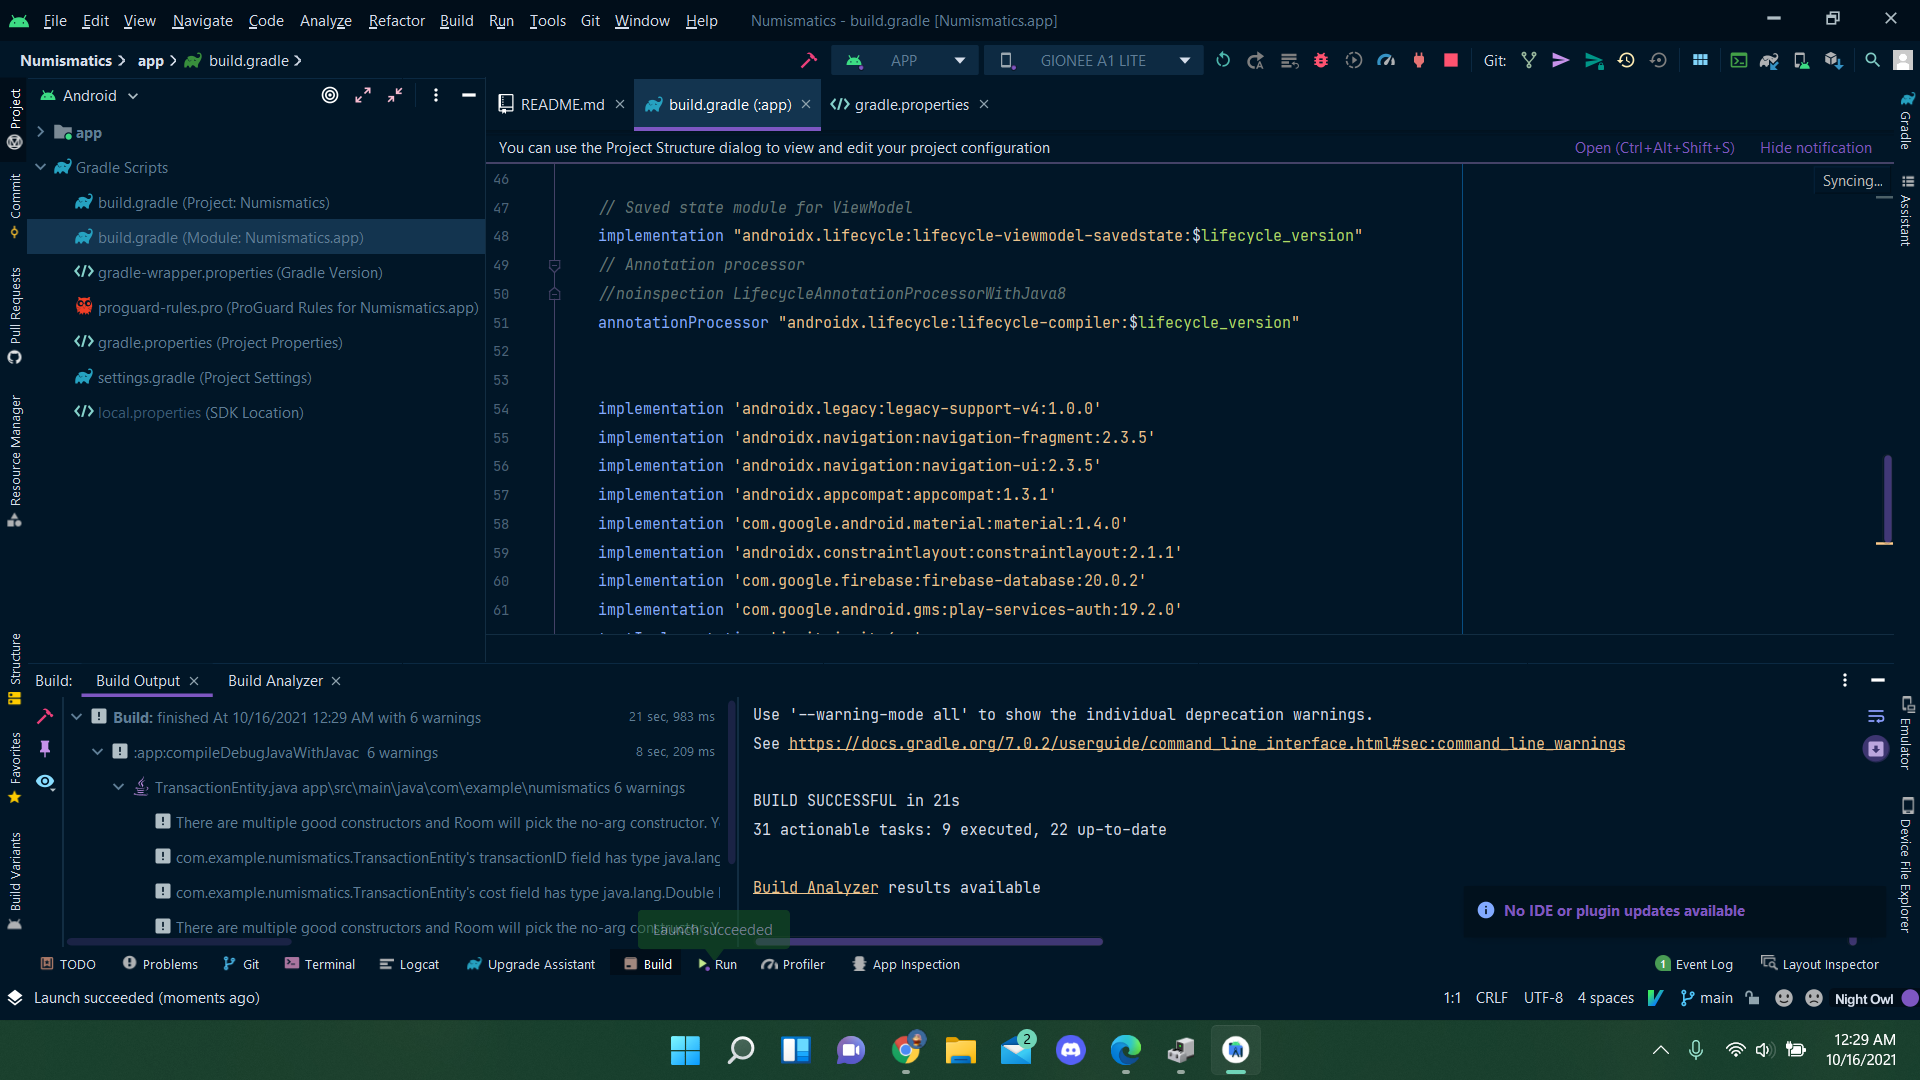 File Edit View Navigate Code Analyze Refactor Build Run Tools Git Window Help Numismatics - build.gradle [Numismatics.app]
Numismatics app build.gradle APP GIONEE A1 LITE Git:
Project
Android
README.md build.gradle (:app) gradle.properties
You can use the Project Structure dialog to view and edit your project configuration Open (Ctrl+Alt+Shift+S) Hide notification
Syncing...
app
Gradle Scripts
build.gradle (Project: Numismatics)
build.gradle (Module: Numismatics.app)
gradle-wrapper.properties (Gradle Version)
proguard-rules.pro (ProGuard Rules for Numismatics.app)
gradle.properties (Project Properties)
settings.gradle (Project Settings)
local.properties (SDK Location)
Commit
Pull Requests
Resource Manager
Structure
Favorites
Build Variants
46
47 // Saved state module for ViewModel
48 implementation "androidx.lifecycle:lifecycle-viewmodel-savedstate:$lifecycle_version"
49 // Annotation processor
50 //noinspection LifecycleAnnotationProcessorWithJava8
51 annotationProcessor "androidx.lifecycle:lifecycle-compiler:$lifecycle_version"
52
53
54 implementation 'androidx.legacy:legacy-support-v4:1.0.0'
55 implementation 'androidx.navigation:navigation-fragment:2.3.5'
56 implementation 'androidx.navigation:navigation-ui:2.3.5'
57 implementation 'androidx.appcompat:appcompat:1.3.1'
58 implementation 'com.google.android.material:material:1.4.0'
59 implementation 'androidx.constraintlayout:constraintlayout:2.1.1'
60 implementation 'com.google.firebase:firebase-database:20.0.2'
61 implementation 'com.google.android.gms:play-services-auth:19.2.0'
Gradle
Assistant
Emulator
Device File Explorer
Build: Build Output Build Analyzer
Build: finished At 10/16/2021 12:29 AM with 6 warnings 21 sec, 983 ms
:app:compileDebugJavaWithJavac 6 warnings 8 sec, 209 ms
TransactionEntity.java app\src\main\java\com\example\numismatics 6 warnings
There are multiple good constructors and Room will pick the no-arg constructor. Y
com.example.numismatics.TransactionEntity's transactionID field has type java.lang
com.example.numismatics.TransactionEntity's cost field has type java.lang.Double
There are multiple good constructors and Room will pick the no-arg constructor. Y
Launch succeeded
Use '--warning-mode all' to show the individual deprecation warnings.
See https://docs.gradle.org/7.0.2/userguide/command_line_interface.html#sec:command_line_warnings
BUILD SUCCESSFUL in 21s
31 actionable tasks: 9 executed, 22 up-to-date
Build Analyzer results available
No IDE or plugin updates available
TODO Problems Git Terminal Logcat Upgrade Assistant Build Run Profiler App Inspection 1 Event Log Layout Inspector
Launch succeeded (moments ago) 1:1 CRLF UTF-8 4 spaces main Night Owl
2
12:29 AM
10/16/2021